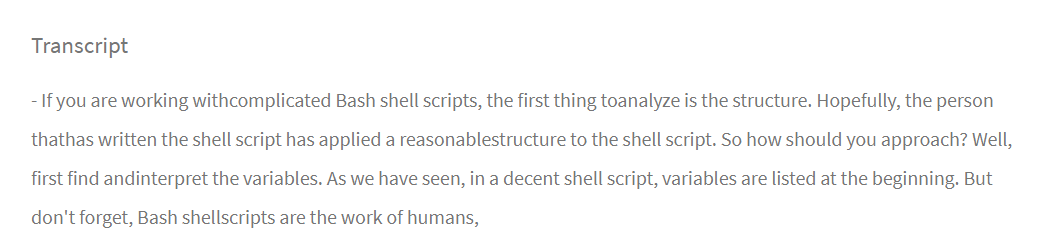 Transcript
- If you are working withcomplicated Bash shell scripts, the first thing toanalyze is the structure. Hopefully, the person
thathas written the shell script has applied a reasonablestructure to the shell script. So how should you approach? Well,
first find andinterpret the variables. As we have seen, in a decent shell script, variables are listed at the beginning. But
don't forget, Bash shellscripts are the work of humans,